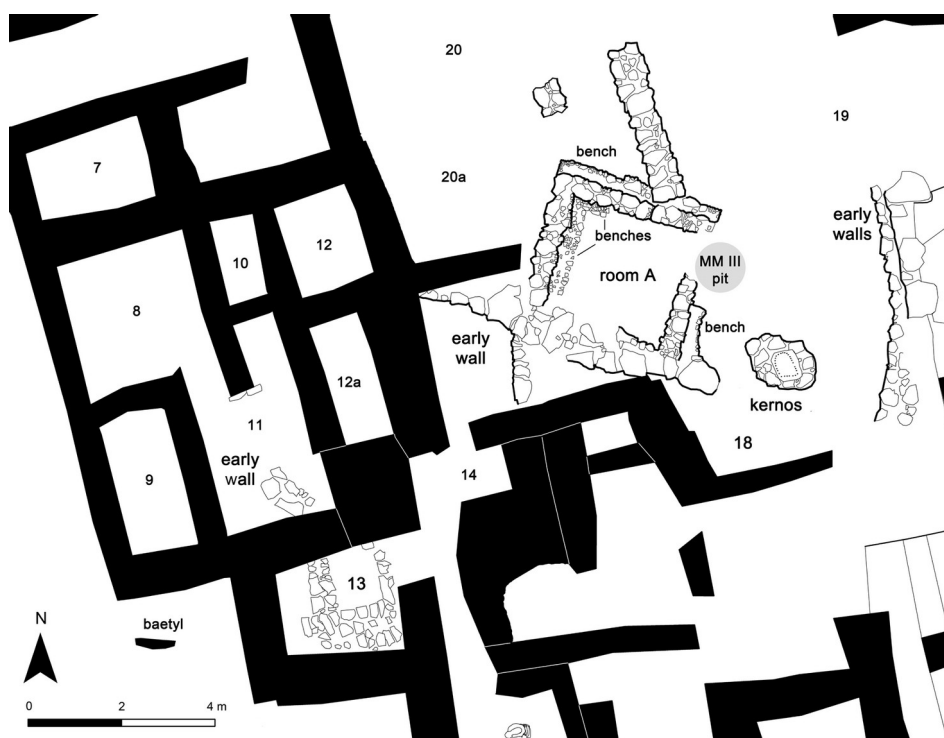 20
19
7
bench
20a
early
walls
12
benches
10
room A
MM III
pit
8
early
wall
bench
12a
kernos
11
early
wall
18
9
14
13
baetyl
N
0 2 4 m